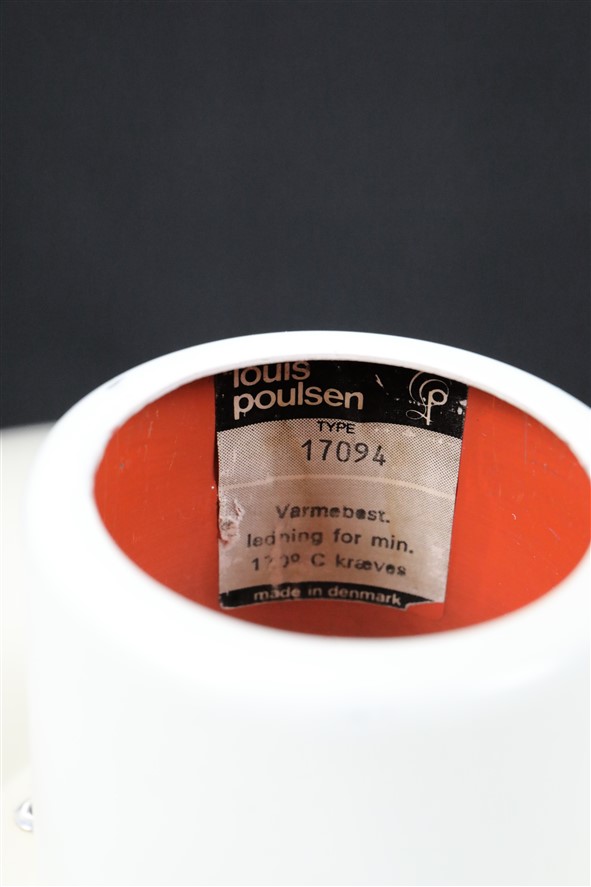 louis
poulsen
TYPE
17094
Varmebest.
ledning for min.
C kræves
made in denmark